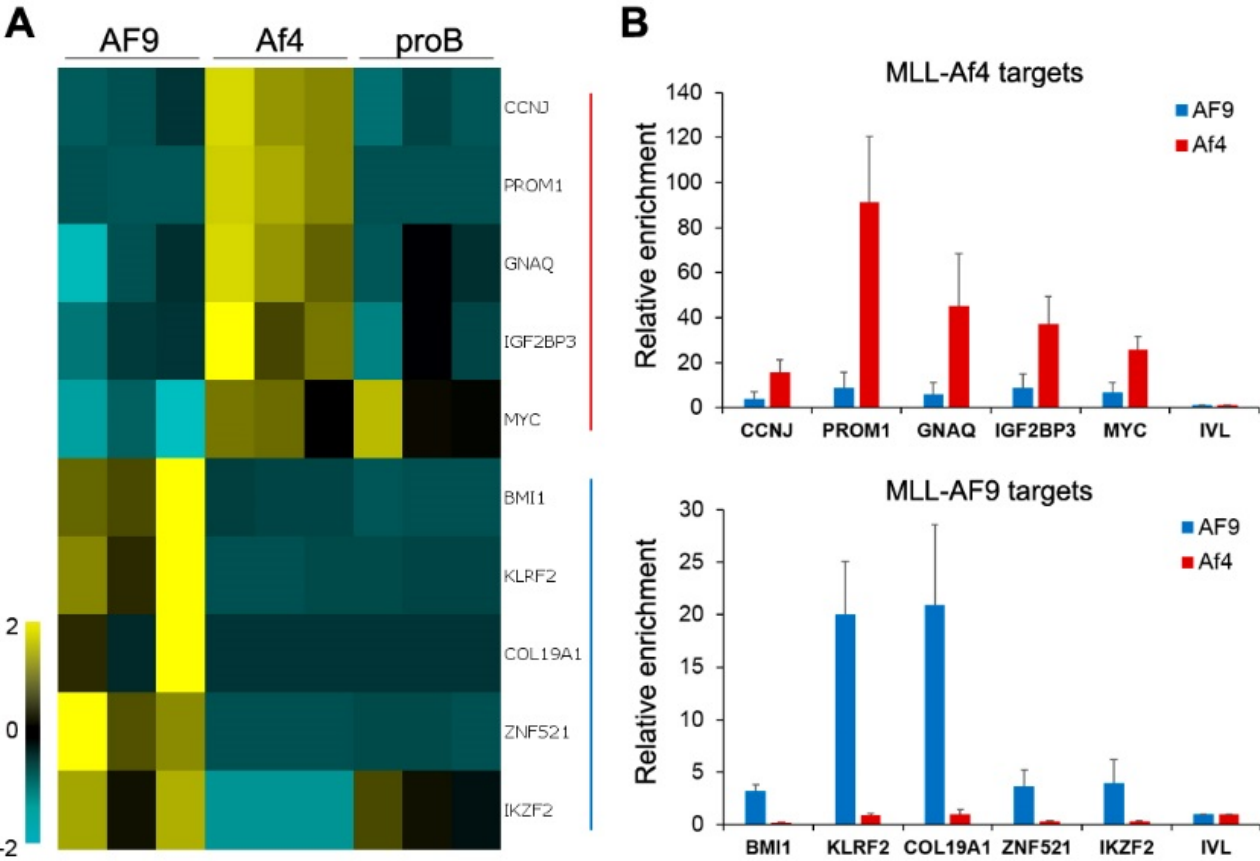 A
AF9 Af4 proB
CCNJ
PROM1
GNAQ
IGF2BP3
MYC
BMI1
KLRF2
COL19A1
ZNF521
IKZF2
2
0
-2
B
MLL-Af4 targets
Relative enrichment
140
120
100
80
60
40
20
0
AF9
Af4
CCNJ PROM1 GNAQ IGF2BP3 MYC IVL
MLL-AF9 targets
Relative enrichment
30
25
20
15
10
5
0
AF9
Af4
BMI1 KLRF2 COL19A1 ZNF521 IKZF2 IVL